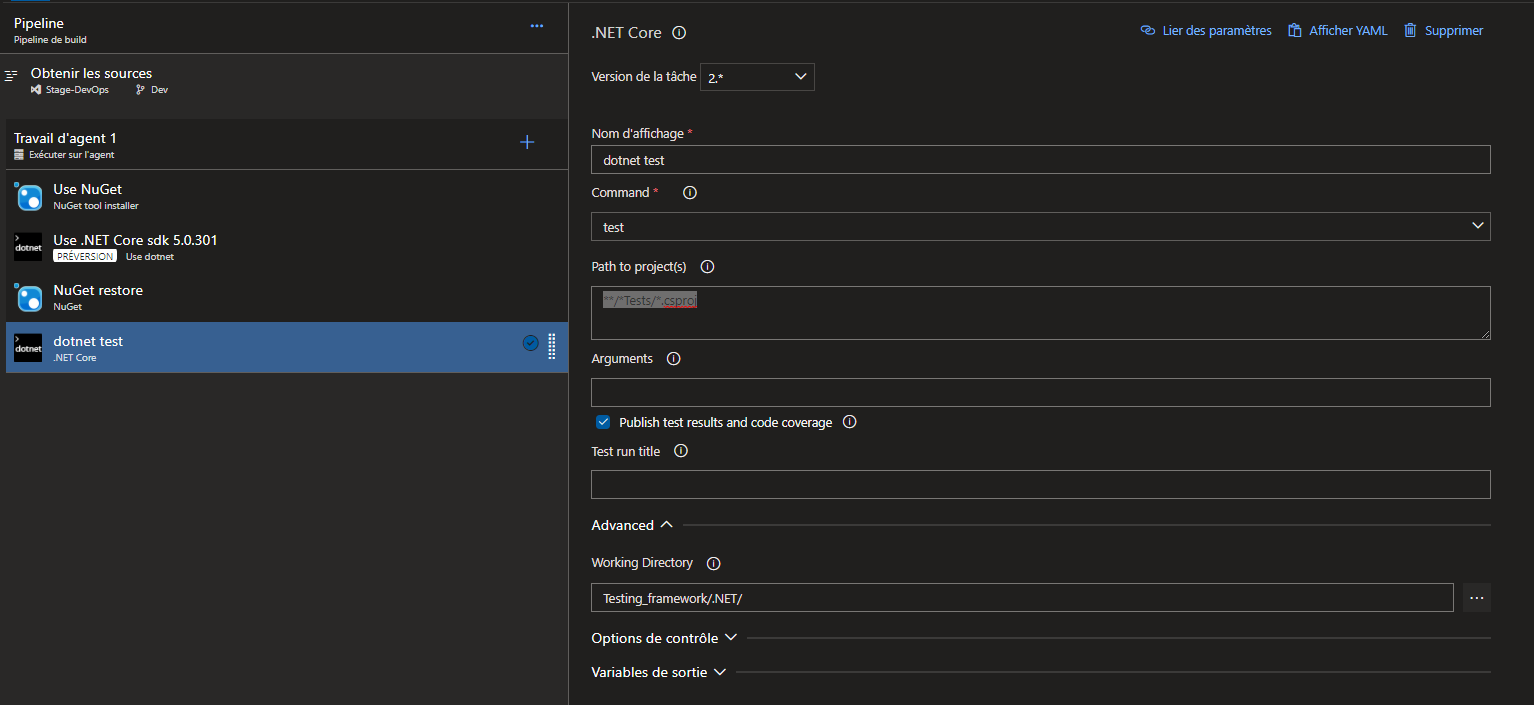 Pipeline
Pipeline de build
Obtenir les sources
Stage-DevOps Dev
Travail d'agent 1
Exécuter sur l'agent
Use NuGet
NuGet tool installer
dotnet
Use .NET Core sdk 5.0.301
PRÉVERSION Use dotnet
NuGet restore
NuGet
dotnet
dotnet test
.NET Core
.NET Core
Lier des paramètres Afficher YAML Supprimer
Version de la tâche 2.*
Nom d'affichage *
dotnet test
Command *
test
Path to project(s)
**/*Tests/*.csproj
Arguments
Publish test results and code coverage
Test run title
Advanced
Working Directory
Testing_framework/.NET/
Options de contrôle
Variables de sortie